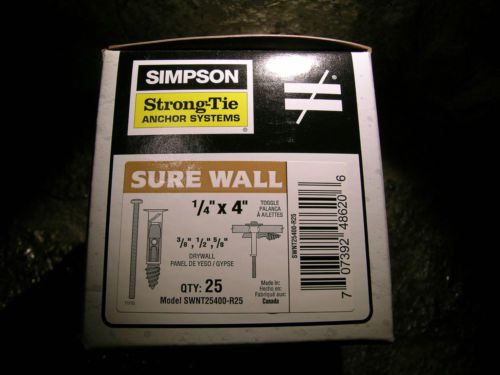 SIMPSON
Strong-Tie
ANCHOR SYSTEMS
®
®
SURE WALL
1/4" x 4"
TOGGLE
PALANCA
À AILETTES
3/8", 1/2", 5/8"
DRYWALL
PANEL DE YESO / GYPSE
QTY: 25
Model SWNT25400-R25
Made in:
Hecho en:
Fabriqué aux:
Canada
SWNT25400-R25
7 07392 48620 6